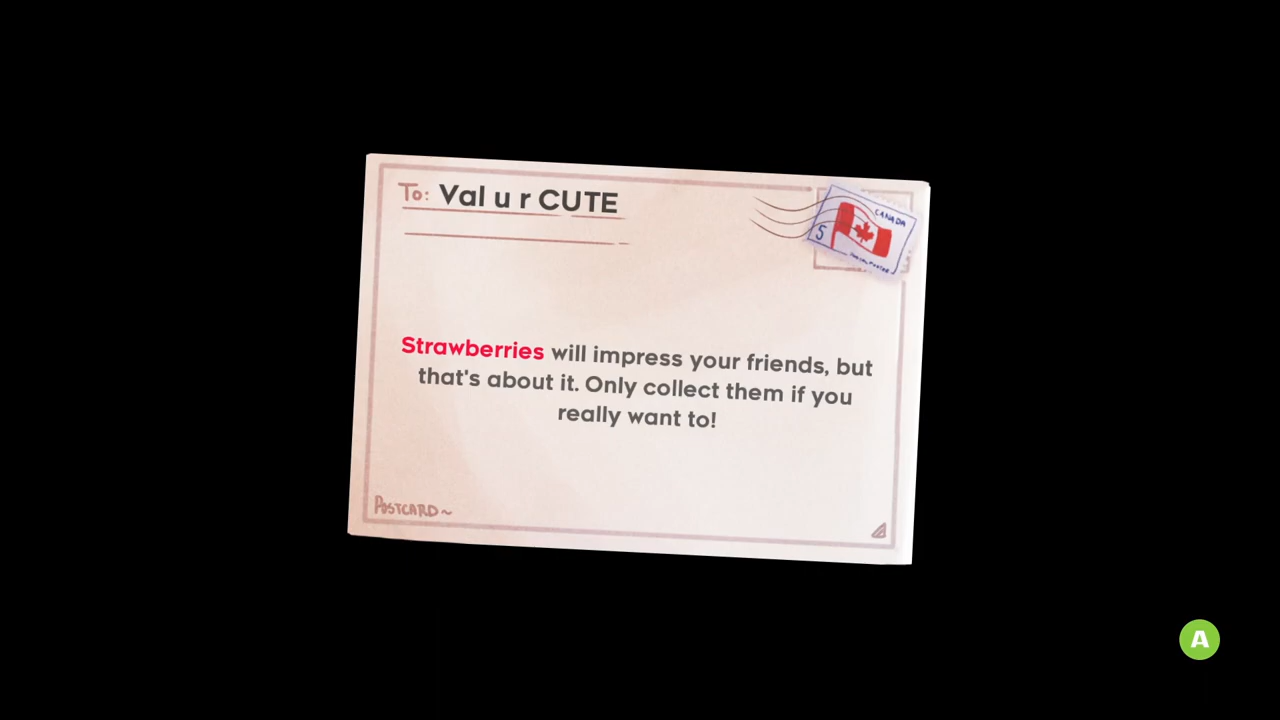 To: Val u r CUTE
CANADA
5
Strawberries will impress your friends, but
that's about it. Only collect them if you
really want to!
POSTCARD~
A